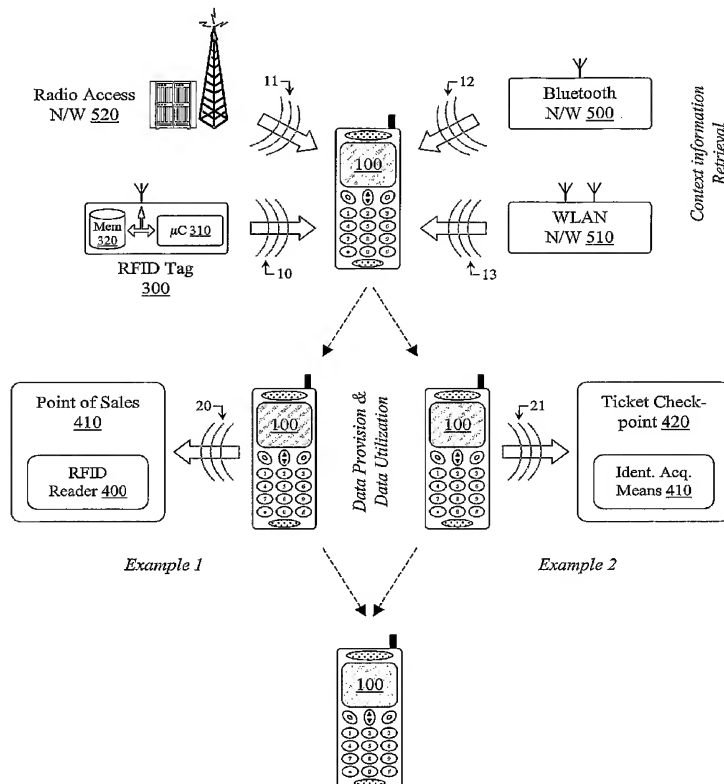 Radio Access
N/W 520
11
12
Bluetooth
N/W 500
Context information
Retrieval
100
Mem
320
µC 310
RFID Tag
300
10
13
WLAN
N/W 510
Point of Sales
410
RFID
Reader 400
20
100
Data Provision &
Data Utilization
100
21
Ticket Check-
point 420
Ident. Acq.
Means 410
Example 1
Example 2
100